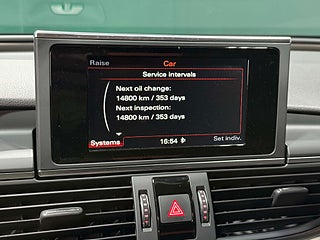 Raise
Car
Service intervals
Next oil change:
14800 km / 353 days
Next inspection:
14800 km / 353 days
Systems
16:54
Set indiv.